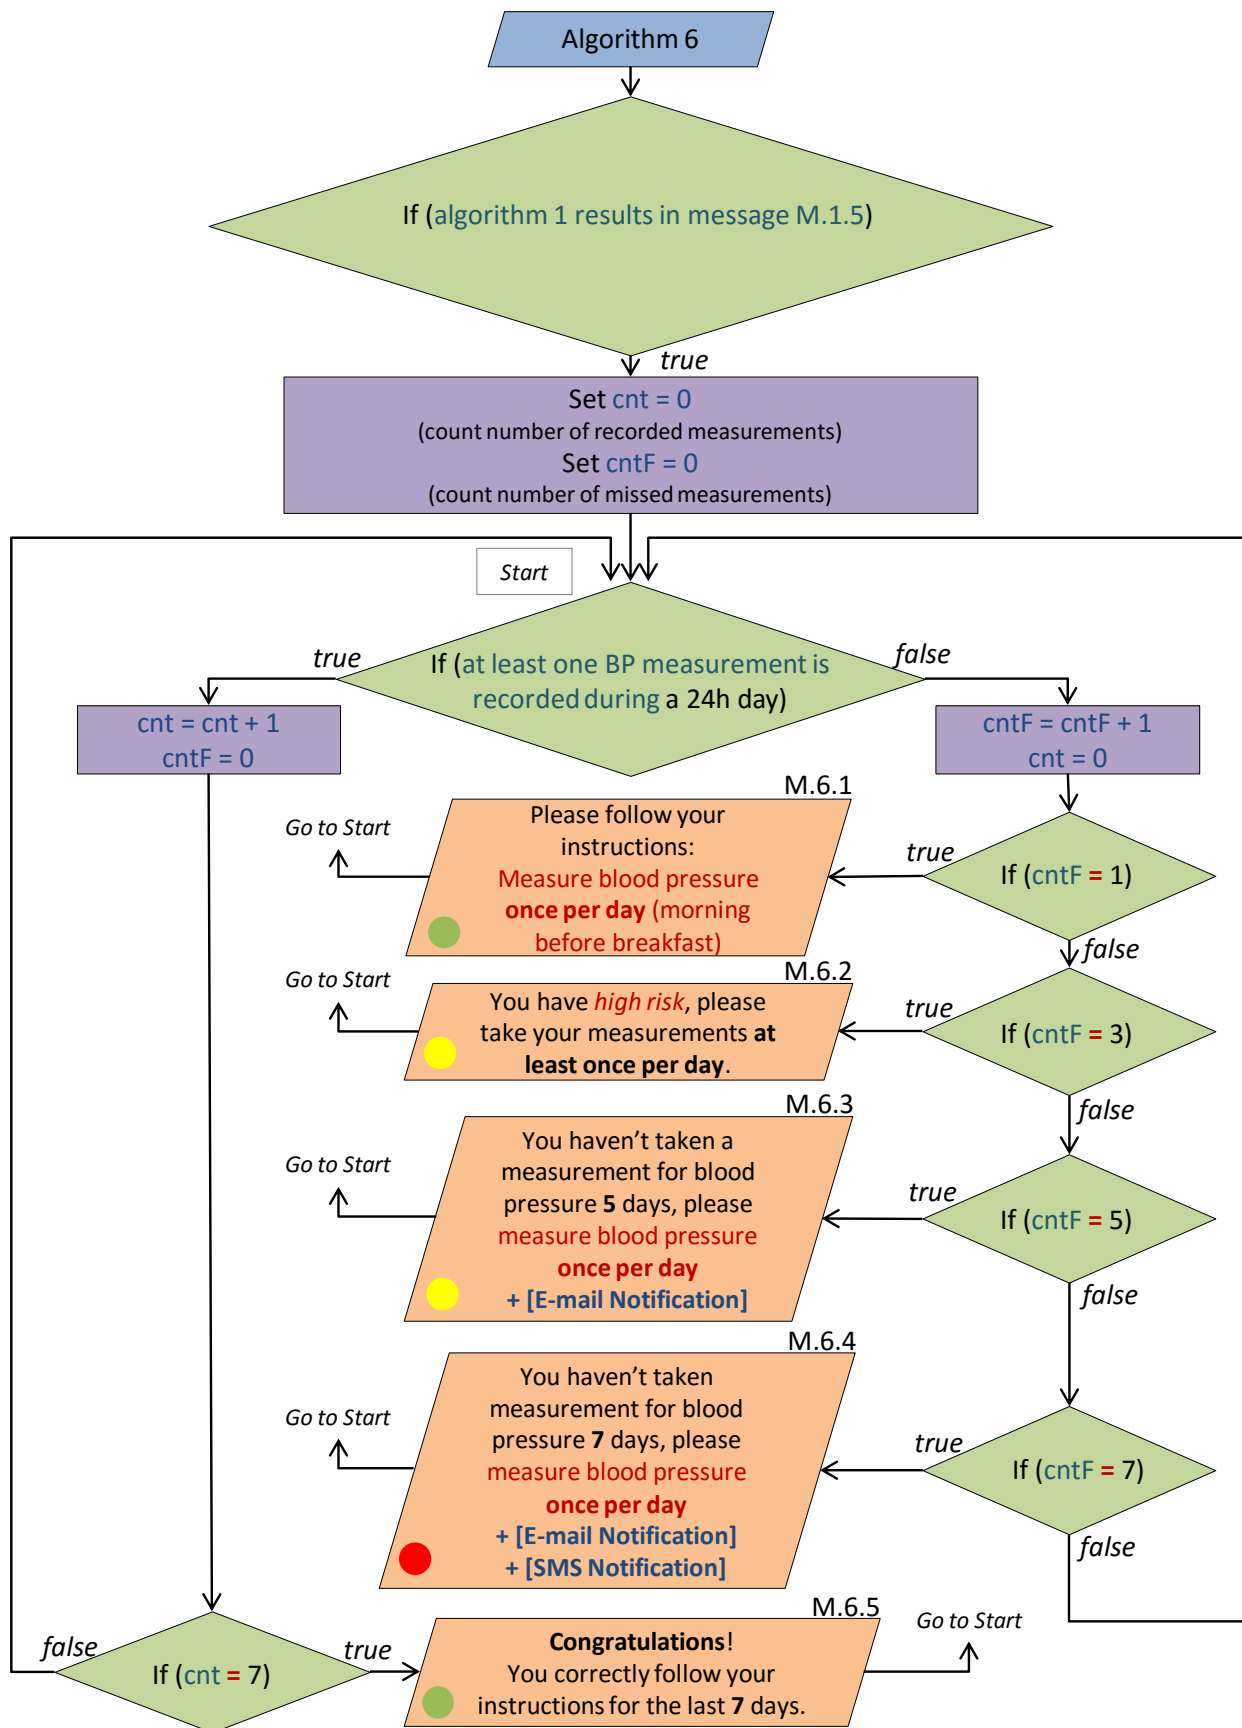 Algorithm 6
If (algorithm 1 results in message M.1.5)
true
Set cnt = 0
(count number of recorded measurements)
Set cntF = 0
(count number of missed measurements)
Start
true
If (at least one BP measurement is
recorded during a 24h day)
false
cnt = cnt + 1
cntF = 0
cntF = cntF + 1
cnt = 0
M.6.1
Go to Start
Please follow your
instructions:
Measure blood pressure
once per day (morning
before breakfast)
true
If (cntF = 1)
false
M.6.2
Go to Start
You have high risk, please
take your measurements at
least once per day.
true
If (cntF = 3)
false
M.6.3
Go to Start
You haven’t taken a
measurement for blood
pressure 5 days, please
measure blood pressure
once per day
+ [E-mail Notification]
true
If (cntF = 5)
false
M.6.4
Go to Start
You haven’t taken
measurement for blood
pressure 7 days, please
measure blood pressure
once per day
+ [E-mail Notification]
+ [SMS Notification]
true
If (cntF = 7)
false
false
If (cnt = 7)
true
M.6.5
Congratulations!
You correctly follow your
instructions for the last 7 days.
Go to Start